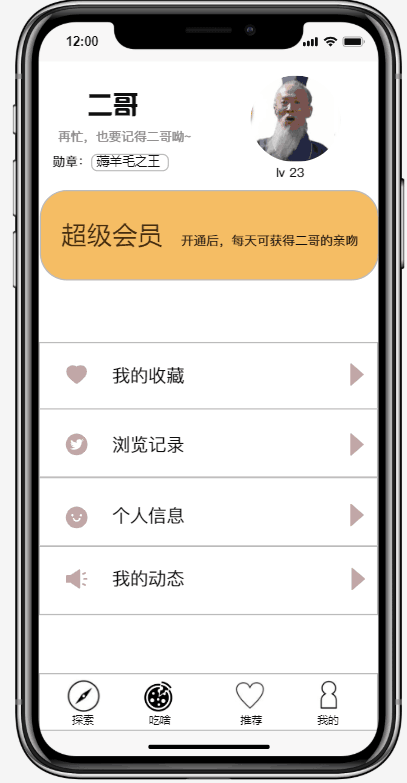 12:00
二哥
再忙，也要记得二哥呦~
勋章：薅羊毛之王
lv 23
超级会员 开通后，每天可获得二哥的亲吻
我的收藏
浏览记录
个人信息
我的动态
探索 吃啥 推荐 我的